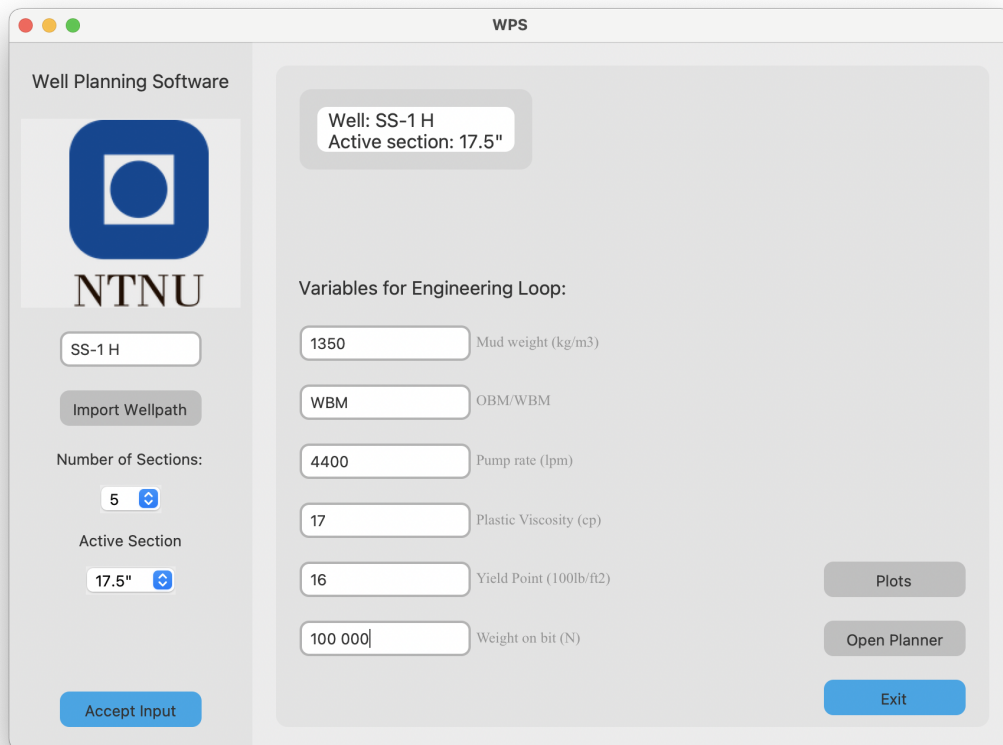 WPS
Well Planning Software
NTNU
SS-1 H
Import Wellpath
Number of Sections:
5
Active Section
17.5"
Accept Input
Well: SS-1 H
Active section: 17.5"
Variables for Engineering Loop:
1350 Mud weight (kg/m3)
WBM OBM/WBM
4400 Pump rate (lpm)
17 Plastic Viscosity (cp)
16 Yield Point (100lb/ft2)
100 000 Weight on bit (N)
Plots
Open Planner
Exit